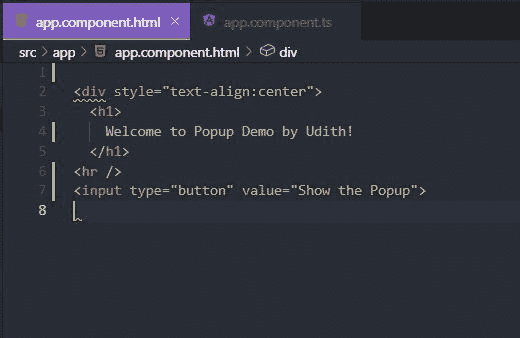 app.component.html × app.component.ts
src > app > app.component.html > div
1
2 <div style="text-align:center">
3 <h1>
4 Welcome to Popup Demo by Udith!
5 </h1>
6 <hr />
7 <input type="button" value="Show the Popup">
8